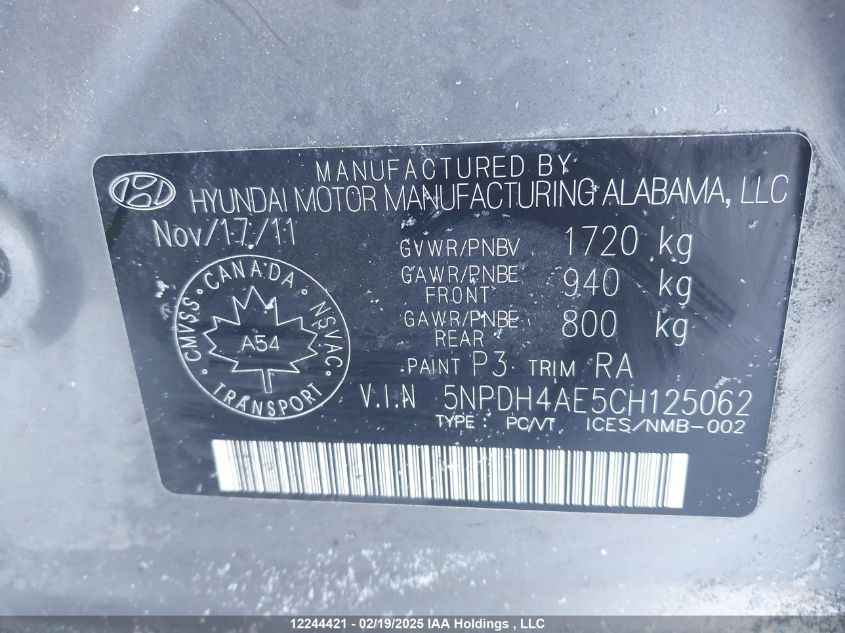 MANUFACTURED BY
HYUNDAI MOTOR MANUFACTURING ALABAMA, LLC
Nov/17/11
GVWR/PNBV 1720 kg
GAWR/PNBE FRONT 940 kg
GAWR/PNBE REAR 800 kg
CMVSS CANADA NSVAC
A54
TRANSPORT
PAINT P3 TRIM RA
V.I.N 5NPDH4AE5CH125062
TYPE: PC/VT ICES/NMB-002
12244421 - 02/19/2025 IAA Holdings , LLC